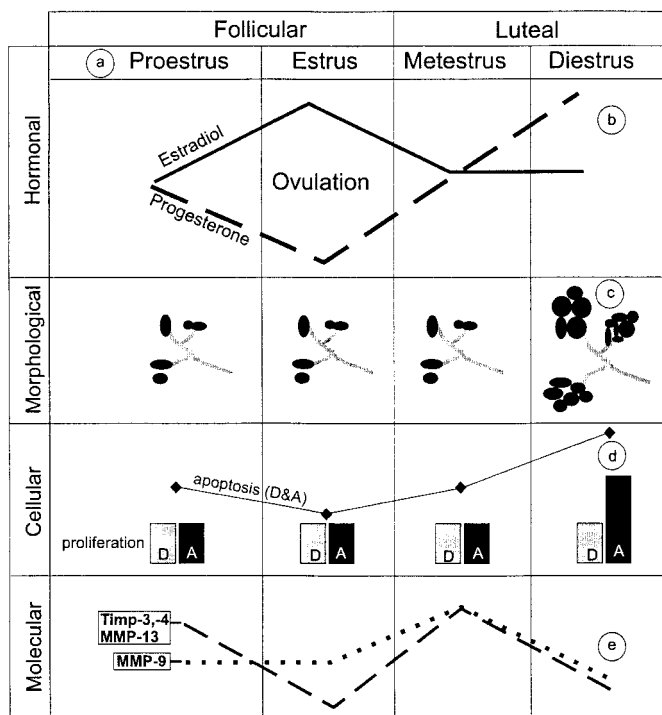 Follicular Luteal
a Proestrus Estrus Metestrus Diestrus
Hormonal
Estradiol
Progesterone
Ovulation
b
Morphological
c
Cellular
apoptosis (D&A)
d
proliferation
D A D A D A D A
Molecular
Timp-3,-4
MMP-13
MMP-9
e